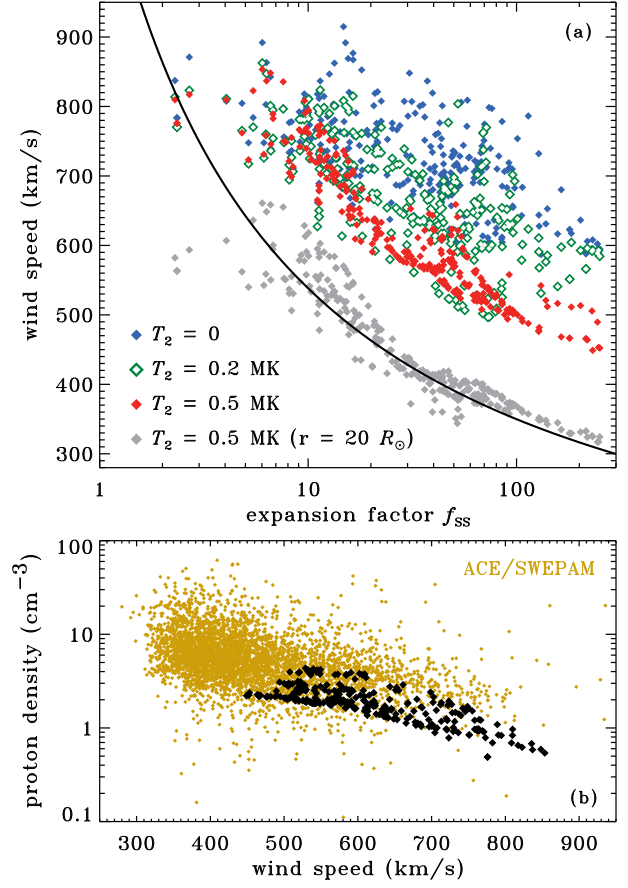 (a)
900
800
700
600
500
400
300
wind speed (km/s)
T₂ = 0
T₂ = 0.2 MK
T₂ = 0.5 MK
T₂ = 0.5 MK (r = 20 R☉)
1
10
100
expansion factor fSS
100
10
1
0.1
proton density (cm⁻³)
ACE/SWEPAM
(b)
300 400 500 600 700 800 900
wind speed (km/s)